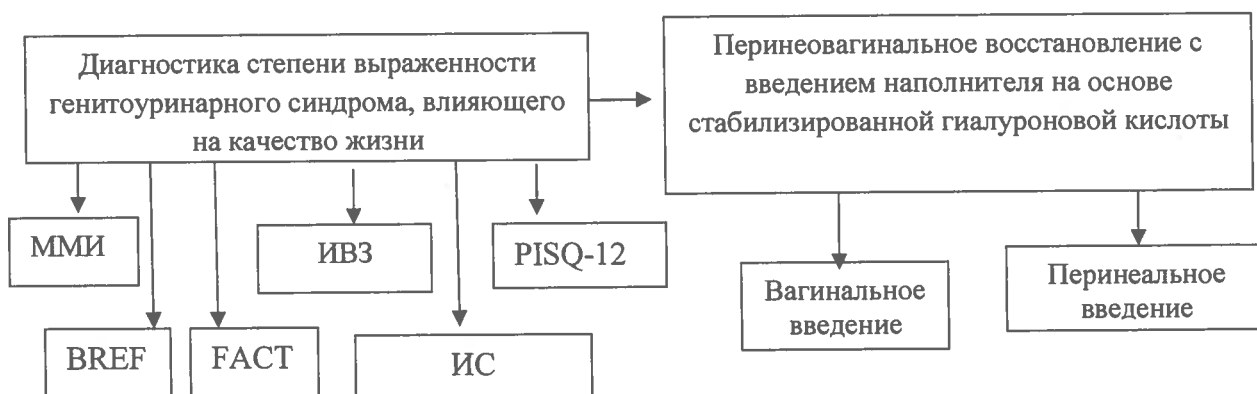 Диагностика степени выраженности
генитоуринарного синдрома, влияющего
на качество жизни
Перинеовагинальное восстановление с
введением наполнителя на основе
стабилизированной гиалуроновой кислоты
ММИ
ИВЗ
PISQ-12
BREF
FACT
ИС
Вагинальное
введение
Перинеальное
введение